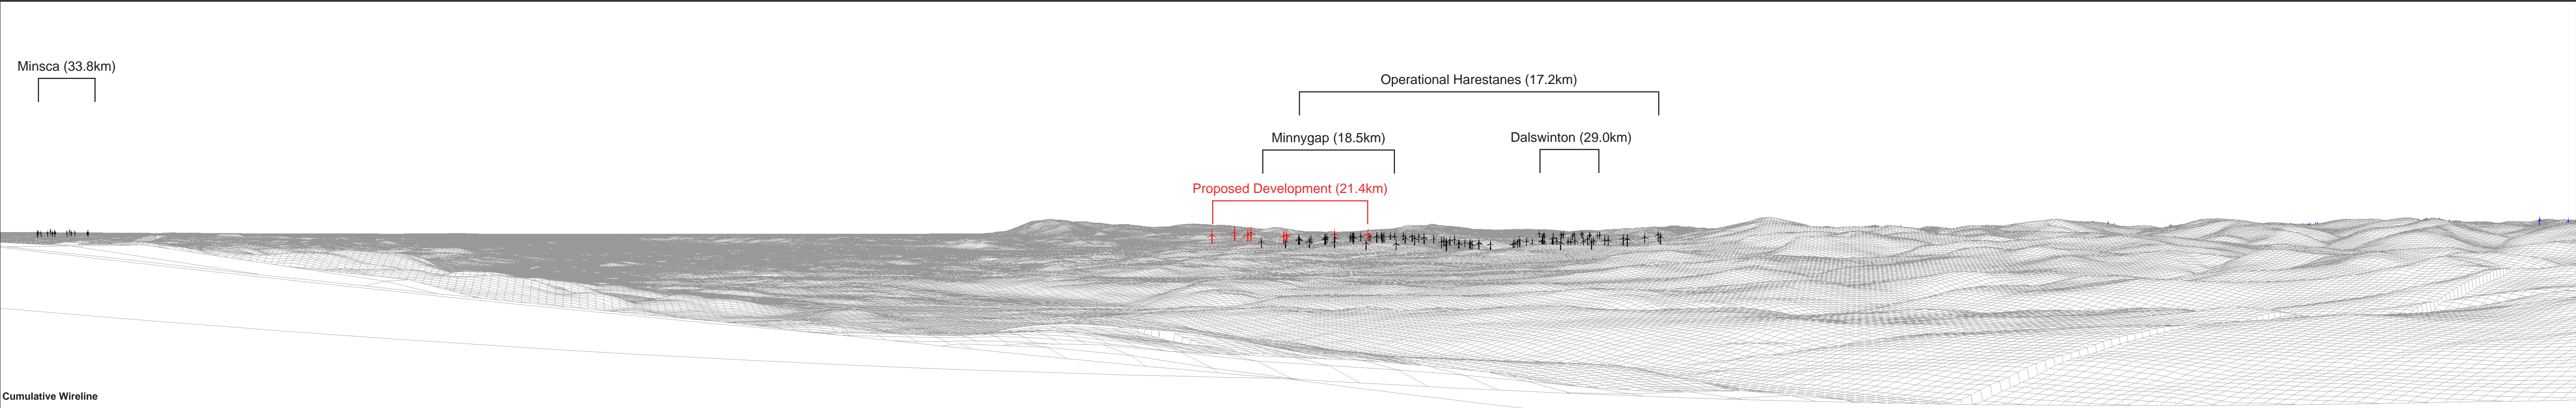 Minsca (33.8km)
Operational Harestanes (17.2km)
Minnygap (18.5km)
Dalswinton (29.0km)
Proposed Development (21.4km)
Cumulative Wireline